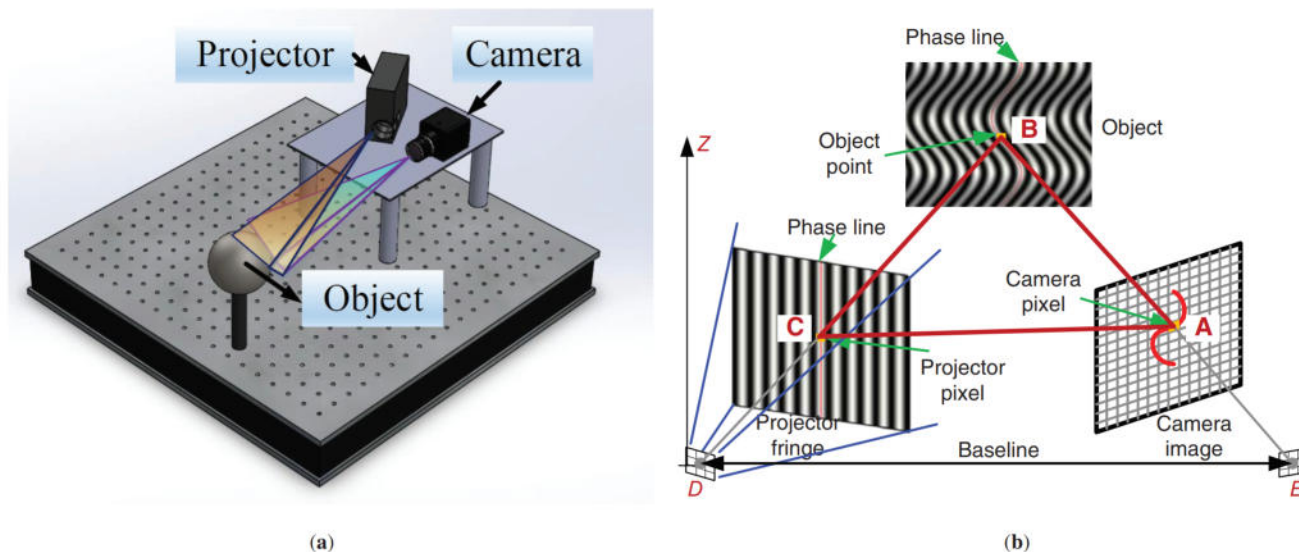 Projector
Camera
Object
(a)
Phase line
B
Object
Object
point
Z
Phase line
Camera
pixel
C
A
Projector
pixel
Projector
fringe
Camera
image
Baseline
D
E
(b)